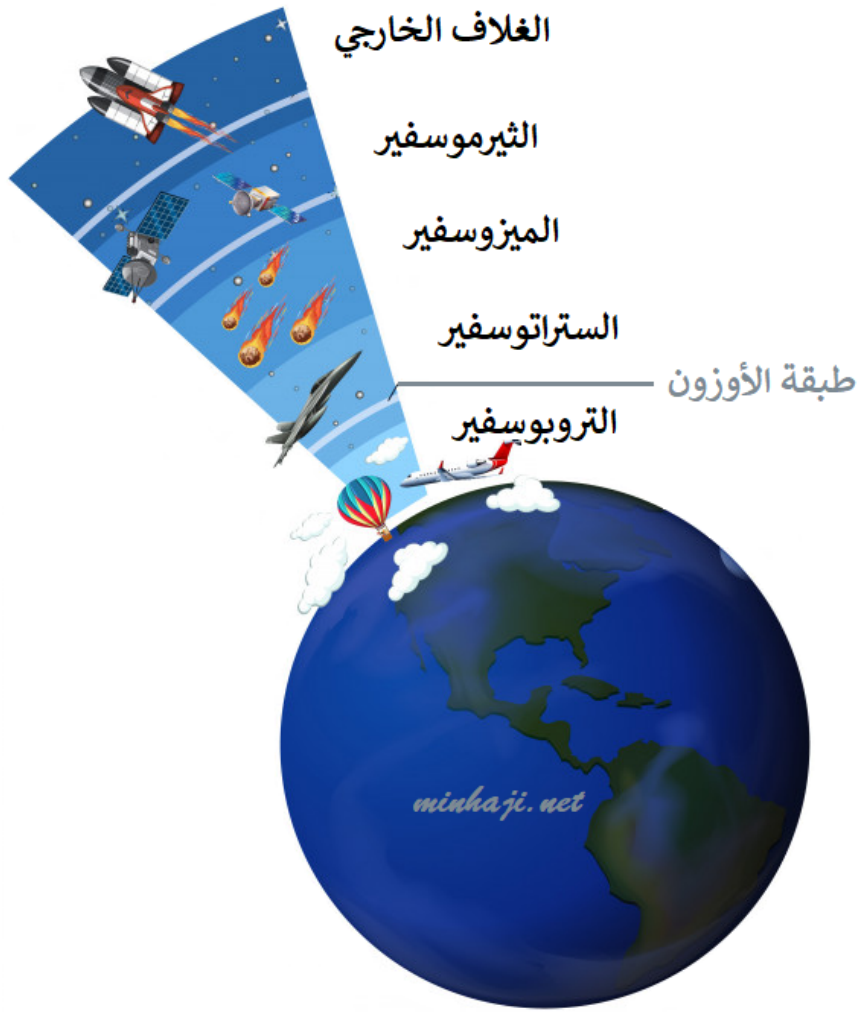 الغلاف الخارجي
الثيرموسفير
الميزوسفير
الستراتوسفير
طبقة الأوزون
التروبوسفير
minhaji.net